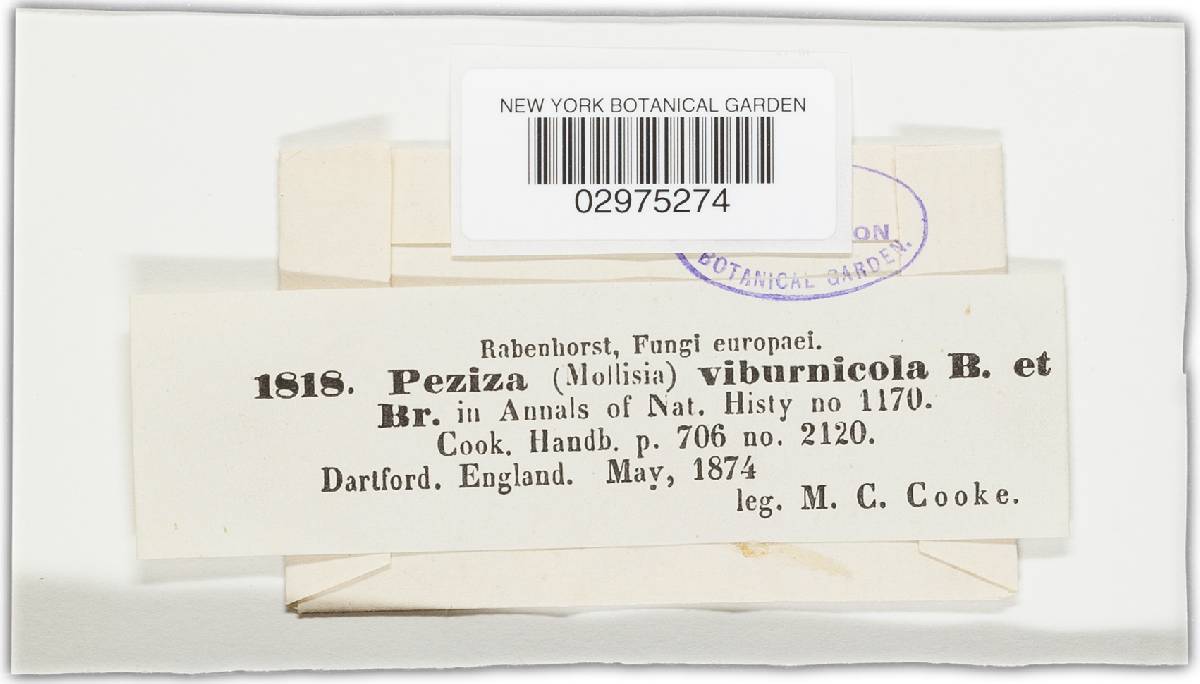 NEW YORK BOTANICAL GARDEN
02975274
ON
BOTANICAL GARDEN.
Rabenhorst, Fungi europaei.
1818. Peziza (Mollisia) viburnicola B. et
Br. in Annals of Nat. Histy no 1170.
Cook. Handb. p. 706 no. 2120.
Dartford. England. May, 1874
leg. M. C. Cooke.